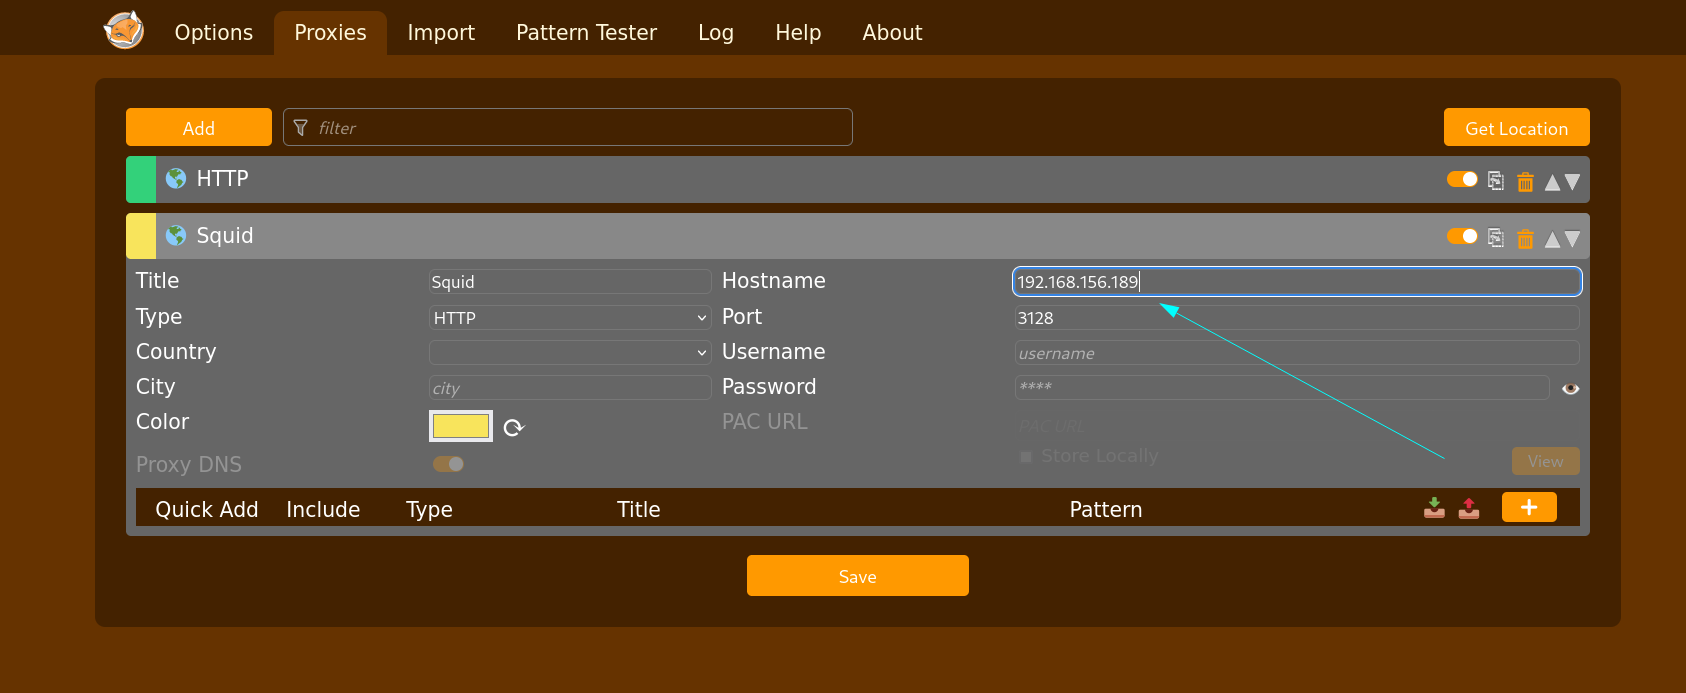 Options Proxies Import Pattern Tester Log Help About
Add filter Get Location
HTTP
Squid
Title Squid Hostname 192.168.156.189
Type HTTP Port 3128
Country Username username
City city Password ****
Color PAC URL PAC URL
Store Locally
Proxy DNS View
Quick Add Include Type Title Pattern +
Save